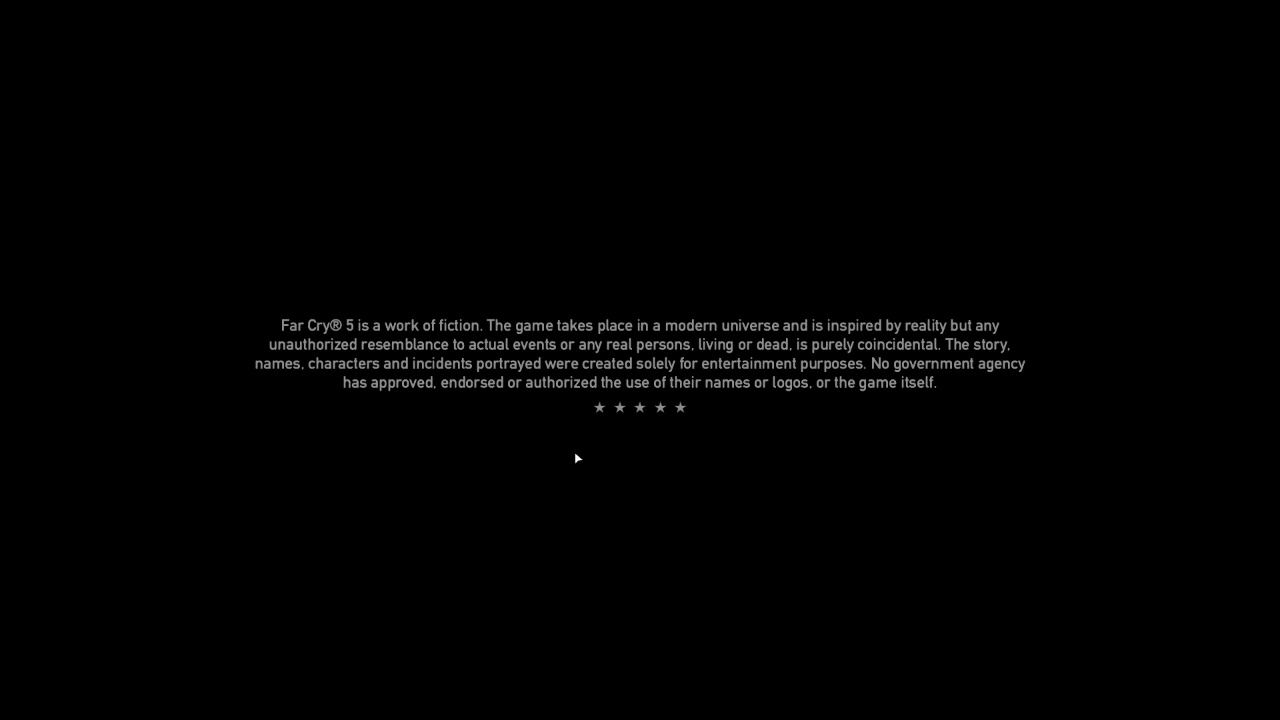 Far Cry® 5 is a work of fiction. The game takes place in a modern universe and is inspired by reality but any
unauthorized resemblance to actual events or any real persons, living or dead, is purely coincidental. The story,
names, characters and incidents portrayed were created solely for entertainment purposes. No government agency
has approved, endorsed or authorized the use of their names or logos, or the game itself.
★ ★ ★ ★ ★